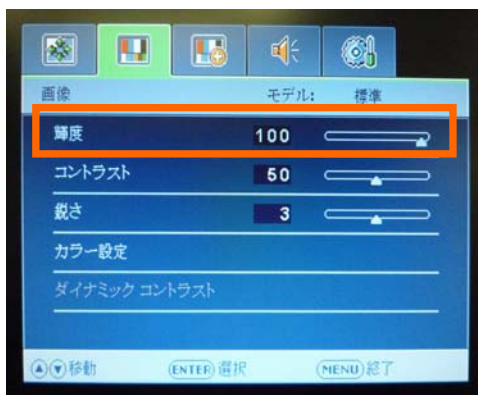 画像 モデル: 標準
輝度 100
コントラスト 50
鋭さ 3
カラー設定
ダイナミック コントラスト
移動 ENTER 選択 MENU 終了